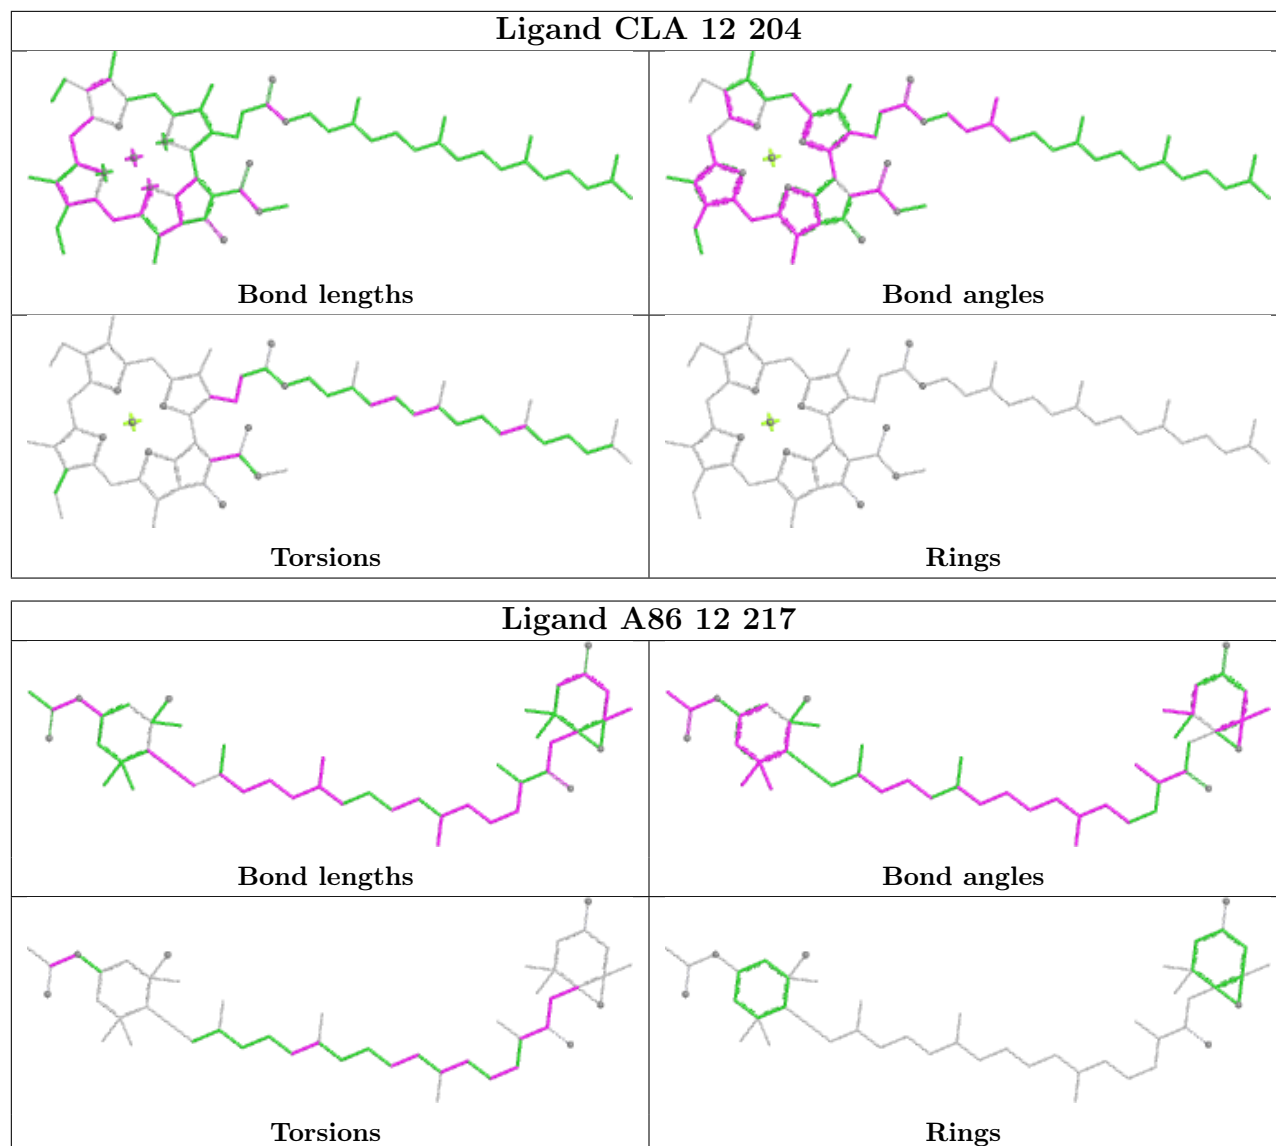 Ligand CLA 12 204
Bond lengths
Bond angles
Torsions
Rings
Ligand A86 12 217
Bond lengths
Bond angles
Torsions
Rings